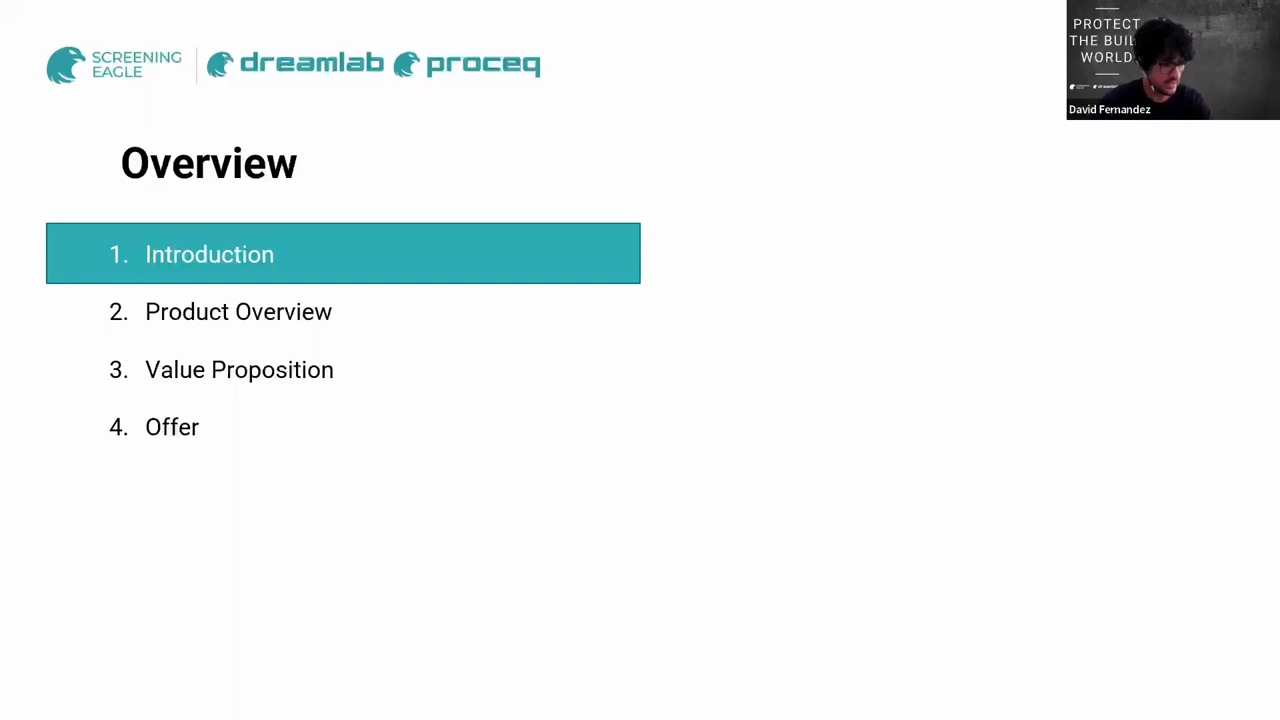 SCREENING
EAGLE
dreamlab
proceq
PROTECT
THE BUIL
WORLD
David Fernandez
Overview
1. Introduction
2. Product Overview
3. Value Proposition
4. Offer